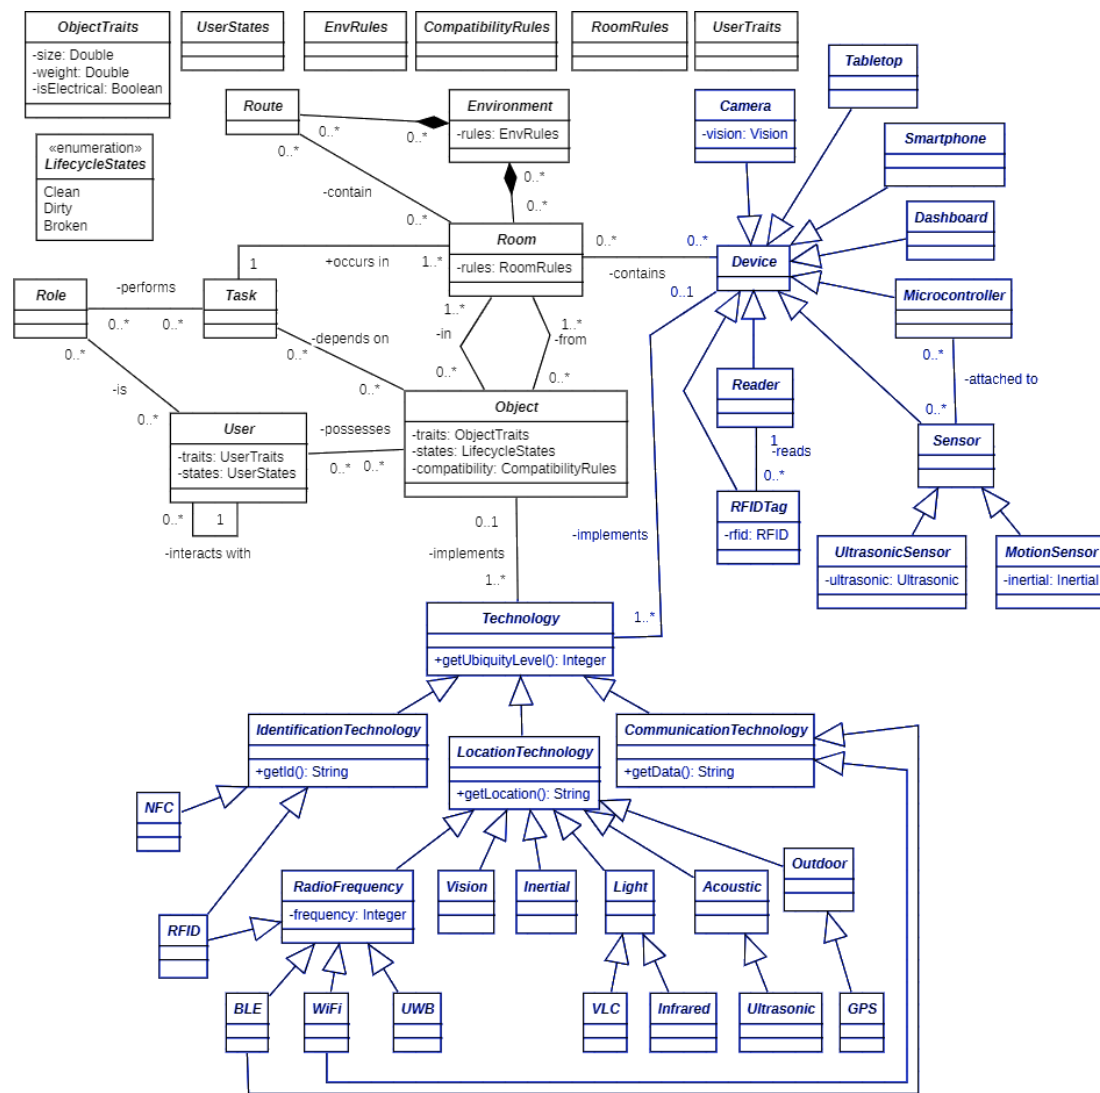 ObjectTraits
-size: Double
-weight: Double
-isElectrical: Boolean
UserStates
EnvRules
CompatibilityRules
RoomRules
UserTraits
«enumeration»
LifecycleStates
Clean
Dirty
Broken
Route
0..*
0..*
0..*
Environment
-rules: EnvRules
0..*
0..*
-contain
0..*
Room
-rules: RoomRules
0..*
0..*
-contains
Camera
-vision: Vision
Tabletop
Smartphone
Dashboard
Device
0..1
Microcontroller
0..*
-attached to
0..*
1
+occurs in
1..*
Role
-performs
0..*
0..*
Task
0..*
-depends on
0..*
1..*
-in
0..*
1..*
-from
0..*
0..*
-is
0..*
User
-traits: UserTraits
-states: UserStates
-possesses
0..*
0..*
0..*
1
-interacts with
Object
-traits: ObjectTraits
-states: LifecycleStates
-compatibility: CompatibilityRules
0..1
-implements
1..*
Reader
1
-reads
0..*
RFIDTag
-rfid: RFID
-implements
1..*
Sensor
UltrasonicSensor
-ultrasonic: Ultrasonic
MotionSensor
-inertial: Inertial
Technology
+getUbiquityLevel(): Integer
IdentificationTechnology
+getId(): String
LocationTechnology
+getLocation(): String
CommunicationTechnology
+getData(): String
NFC
RFID
RadioFrequency
-frequency: Integer
Vision
Inertial
Light
Acoustic
Outdoor
BLE
WiFi
UWB
VLC
Infrared
Ultrasonic
GPS